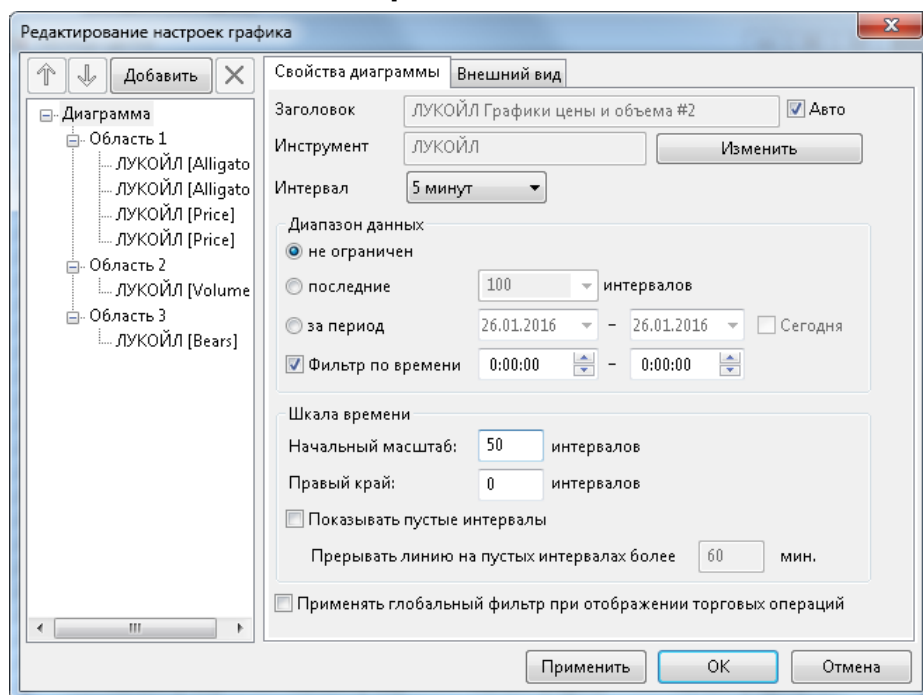 Редактирование настроек графика
Добавить
Диаграмма
Область 1
ЛУКОЙЛ [Alligato
ЛУКОЙЛ [Alligato
ЛУКОЙЛ [Price]
ЛУКОЙЛ [Price]
Область 2
ЛУКОЙЛ [Volume
Область 3
ЛУКОЙЛ [Bears]
Свойства диаграммы Внешний вид
Заголовок ЛУКОЙЛ Графики цены и объема #2 Авто
Инструмент ЛУКОЙЛ Изменить
Интервал 5 минут
Диапазон данных
не ограничен
последние 100 интервалов
за период 26.01.2016 – 26.01.2016 Сегодня
Фильтр по времени 0:00:00 – 0:00:00
Шкала времени
Начальный масштаб: 50 интервалов
Правый край: 0 интервалов
Показывать пустые интервалы
Прерывать линию на пустых интервалах более 60 мин.
Применять глобальный фильтр при отображении торговых операций
Применить OK Отмена